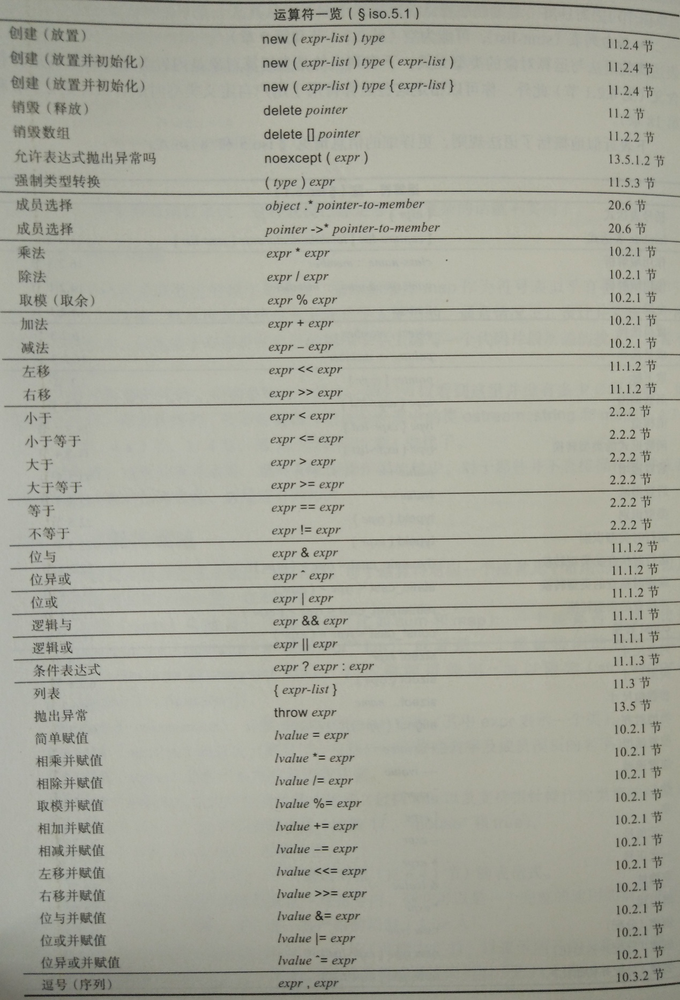 运算符一览（§iso.5.1）
创建（放置） new ( expr-list ) type 11.2.4 节
创建（放置并初始化） new ( expr-list ) type ( expr-list ) 11.2.4 节
创建（放置并初始化） new ( expr-list ) type { expr-list } 11.2.4 节
销毁（释放） delete pointer 11.2 节
销毁数组 delete [] pointer 11.2.2 节
允许表达式抛出异常吗 noexcept ( expr ) 13.5.1.2 节
强制类型转换 ( type ) expr 11.5.3 节
成员选择 object .* pointer-to-member 20.6 节
成员选择 pointer ->* pointer-to-member 20.6 节
乘法 expr * expr 10.2.1 节
除法 expr / expr 10.2.1 节
取模（取余） expr % expr 10.2.1 节
加法 expr + expr 10.2.1 节
减法 expr – expr 10.2.1 节
左移 expr << expr 11.1.2 节
右移 expr >> expr 11.1.2 节
小于 expr < expr 2.2.2 节
小于等于 expr <= expr 2.2.2 节
大于 expr > expr 2.2.2 节
大于等于 expr >= expr 2.2.2 节
等于 expr == expr 2.2.2 节
不等于 expr != expr 2.2.2 节
位与 expr & expr 11.1.2 节
位异或 expr ^ expr 11.1.2 节
位或 expr | expr 11.1.2 节
逻辑与 expr && expr 11.1.1 节
逻辑或 expr || expr 11.1.1 节
条件表达式 expr ? expr : expr 11.1.3 节
列表 { expr-list } 11.3 节
抛出异常 throw expr 13.5 节
简单赋值 lvalue = expr 10.2.1 节
相乘并赋值 lvalue *= expr 10.2.1 节
相除并赋值 lvalue /= expr 10.2.1 节
取模并赋值 lvalue %= expr 10.2.1 节
相加并赋值 lvalue += expr 10.2.1 节
相减并赋值 lvalue –= expr 10.2.1 节
左移并赋值 lvalue <<= expr 10.2.1 节
右移并赋值 lvalue >>= expr 10.2.1 节
位与并赋值 lvalue &= expr 10.2.1 节
位或并赋值 lvalue |= expr 10.2.1 节
位异或并赋值 lvalue ^= expr 10.2.1 节
逗号（序列） expr , expr 10.3.2 节